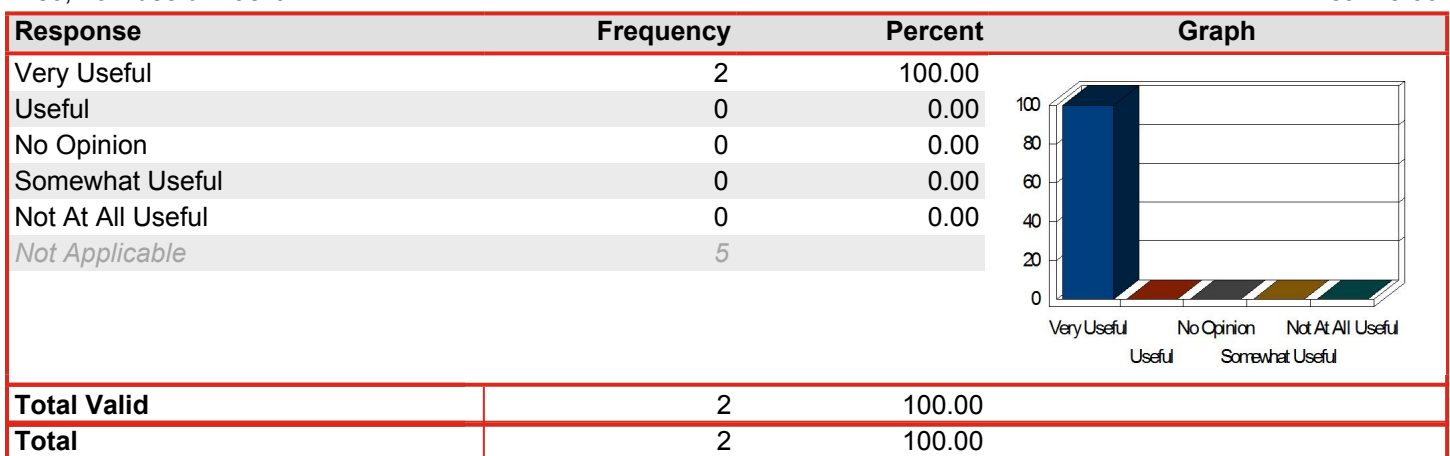 Response Frequency Percent Graph
Very Useful 2 100.00
Useful 0 0.00
No Opinion 0 0.00
Somewhat Useful 0 0.00
Not At All Useful 0 0.00
Not Applicable 5
100
80
60
40
20
0
Very Useful No Opinion Not At All Useful
Useful Somewhat Useful
Total Valid 2 100.00
Total 2 100.00